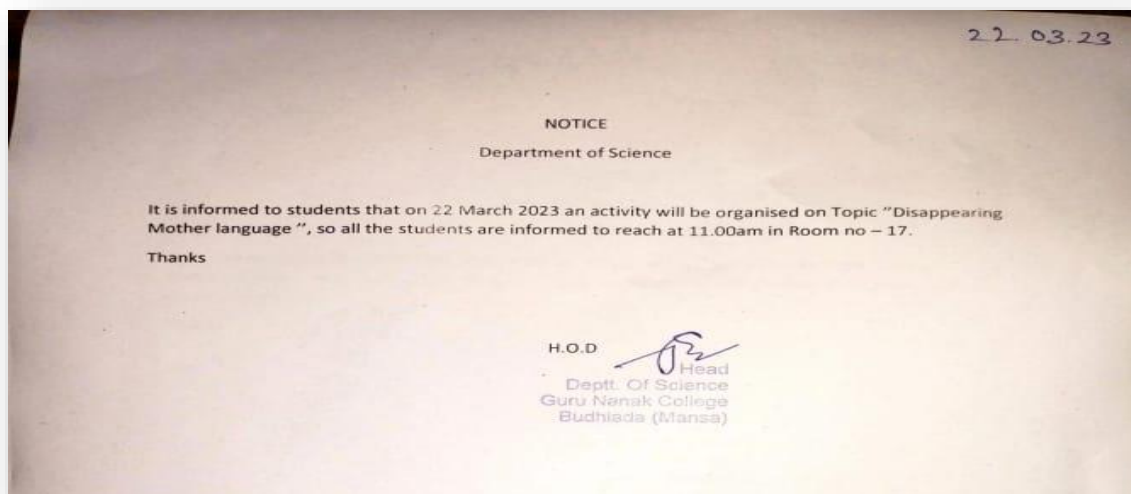 22.03.23
NOTICE
Department of Science
It is informed to students that on 22 March 2023 an activity will be organised on Topic “Disappearing
Mother language ”, so all the students are informed to reach at 11.00am in Room no – 17.
Thanks
H.O.D
Head
Deptt. Of Science
Guru Nanak College
Budhlada (Mansa)